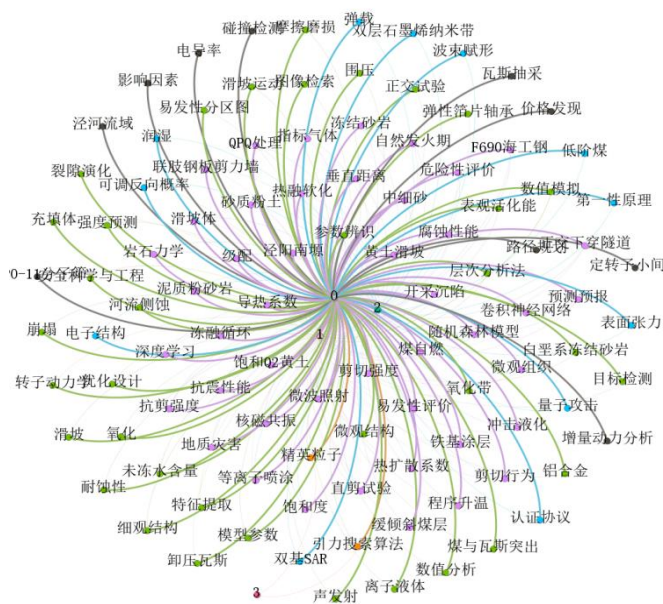 弹载
碰撞检测
摩擦磨损
双层石墨烯纳米带
电导率
波束赋形
围压
瓦斯抽采
影响因素
滑坡运动
图像检索
正交试验
易发性分区图
冻结砂岩
弹性箔片轴承
价格发现
泾河流域
润湿
QPQ处理
指标气体
自然发火期
F690海工钢
低阶煤
裂隙演化
联肢钢板剪力墙
垂直距离
危险性评价
可调反向概率
砂质粉土
热融软化
中细砂
数值模拟
第一性原理
充填体
强度预测
滑坡体
参数辨识
表观活化能
岩石力学
级配
泾阳南塬
黄土滑坡
腐蚀性能
路径规划
下穿隧道
定转子小间
安全科学与工程
泥质粉砂岩
层次分析法
河流侵蚀
导热系数
0
开采沉陷
预测预报
2
卷积神经网络
表面张力
崩塌
电子结构
冻融循环
1
随机森林模型
深度学习
煤自燃
白垩系冻结砂岩
转子动力学
优化设计
饱和Q2黄土
剪切强度
微观组织
抗震性能
氧化带
目标检测
抗剪强度
微波照射
易发性评价
量子攻击
滑坡
氧化
核磁共振
微观结构
冲击液化
增量动力分析
地质灾害
铁基涂层
精英粒子
未冻水含量
热扩散系数
铝合金
耐蚀性
等离子喷涂
直剪试验
剪切行为
特征提取
饱和度
程序升温
细观结构
模型参数
缓倾斜煤层
认证协议
引力搜索算法
煤与瓦斯突出
卸压瓦斯
双基SAR
数值分析
3
声发射
离子液体